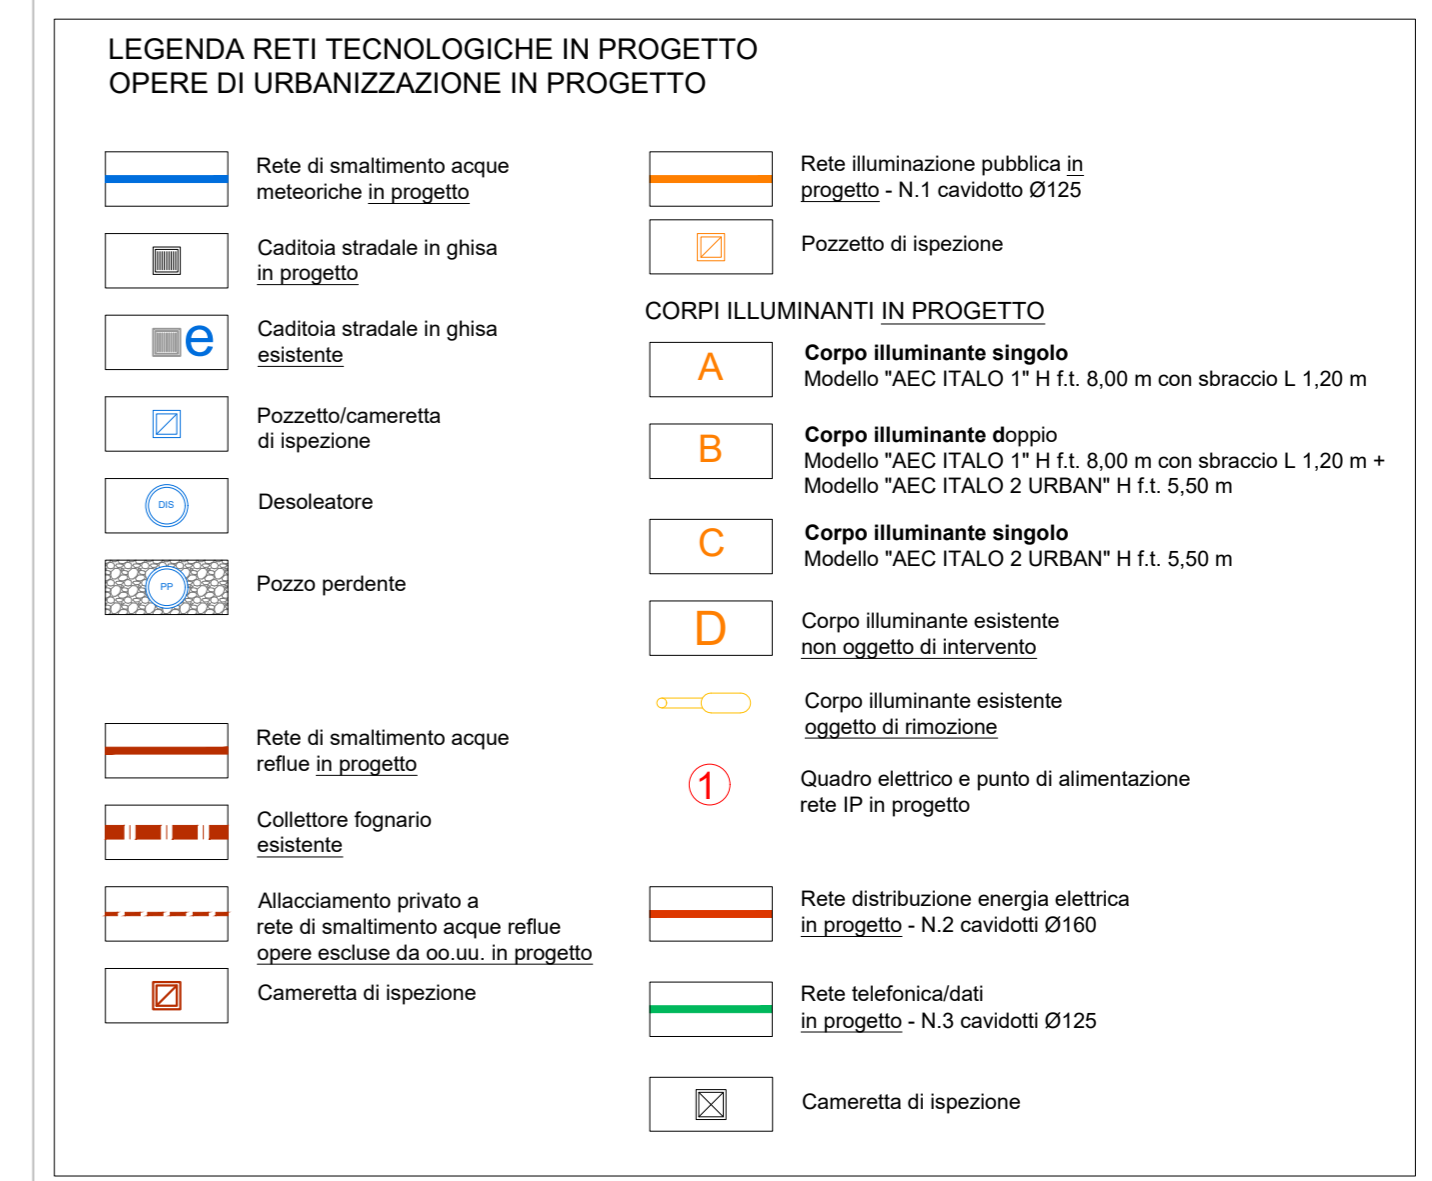 LEGENDA RETI TECNOLOGICHE IN PROGETTO
OPERE DI URBANIZZAZIONE IN PROGETTO
Rete di smaltimento acque
meteoriche in progetto
Caditoia stradale in ghisa
in progetto
e
Caditoia stradale in ghisa
esistente
Pozzetto/cameretta
di ispezione
DIS
Desoleatore
PP
Pozzo perdente
Rete di smaltimento acque
reflue in progetto
Collettore fognario
esistente
Allacciamento privato a
rete di smaltimento acque reflue
opere escluse da oo.uu. in progetto
Cameretta di ispezione
Rete illuminazione pubblica in
progetto - N.1 cavidotto Ø125
Pozzetto di ispezione
CORPI ILLUMINANTI IN PROGETTO
A
Corpo illuminante singolo
Modello "AEC ITALO 1" H f.t. 8,00 m con sbraccio L 1,20 m
B
Corpo illuminante doppio
Modello "AEC ITALO 1" H f.t. 8,00 m con sbraccio L 1,20 m +
Modello "AEC ITALO 2 URBAN" H f.t. 5,50 m
C
Corpo illuminante singolo
Modello "AEC ITALO 2 URBAN" H f.t. 5,50 m
D
Corpo illuminante esistente
non oggetto di intervento
Corpo illuminante esistente
oggetto di rimozione
1
Quadro elettrico e punto di alimentazione
rete IP in progetto
Rete distribuzione energia elettrica
in progetto - N.2 cavidotti Ø160
Rete telefonica/dati
in progetto - N.3 cavidotti Ø125
Cameretta di ispezione